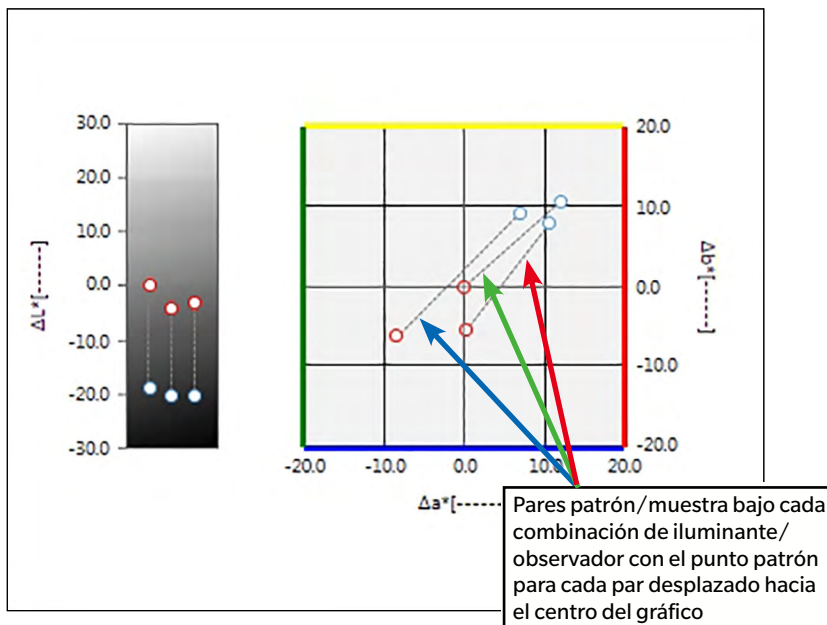 30.0
20.0
10.0
0.0
-10.0
-20.0
-30.0
ΔL*[-----]
20.0
10.0
0.0
-10.0
-20.0
Δb*[-----]
-20.0 -10.0 0.0 10.0 20.0
Δa*[------
Pares patrón/muestra bajo cada
combinación de iluminante/
observador con el punto patrón
para cada par desplazado hacia
el centro del gráfico